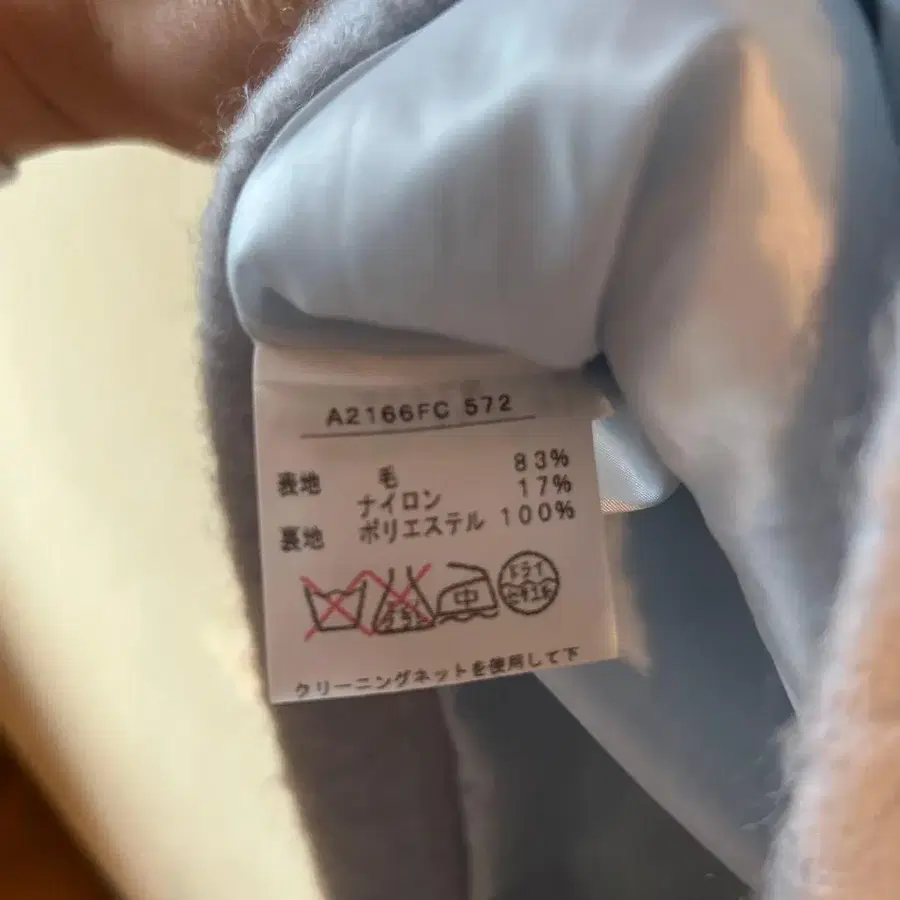 A2166FC 572
表地 毛 83%
ナイロン 17%
裏地 ポリエステル 100%
中 ドライ
クリーニングネットを使用して下